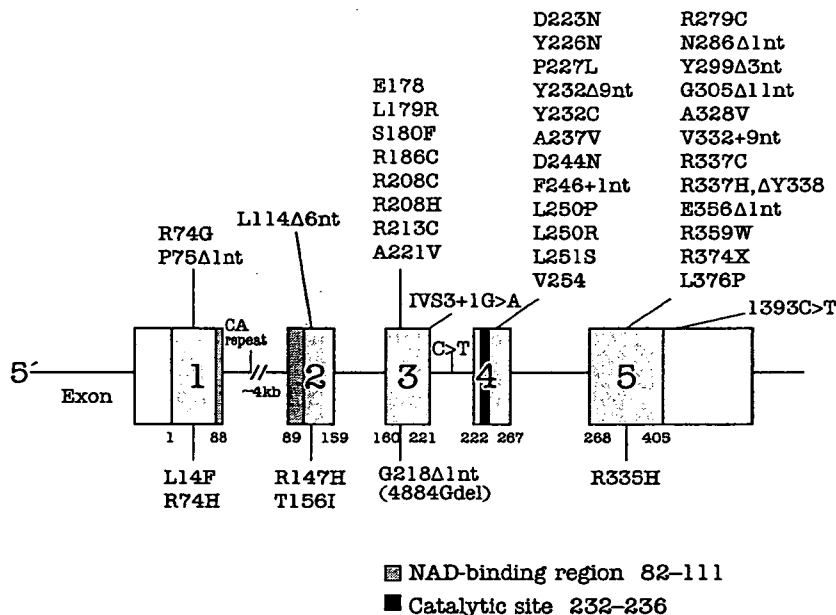 D223N
Y226N
P227L
Y232Δ9nt
Y232C
A237V
D244N
F246+1nt
L250P
L250R
L251S
V254
R279C
N286Δ1nt
Y299Δ3nt
G305Δ11nt
A328V
V332+9nt
R337C
R337H,ΔY338
E356Δ1nt
R359W
R374X
L376P
E178
L179R
S180F
R186C
R208C
R208H
R213C
A221V
L114Δ6nt
R74G
P75Δ1nt
IVS3+1G>A
1393C>T
CA
repeat
C>T
5´
Exon
1
//
~4kb
2
3
4
5
1 88
89 159
160 221
222 267
268 405
L14F
R74H
R147H
T156I
G218Δ1nt
(4884Gdel)
R335H
NAD-binding region 82–111
Catalytic site 232–236